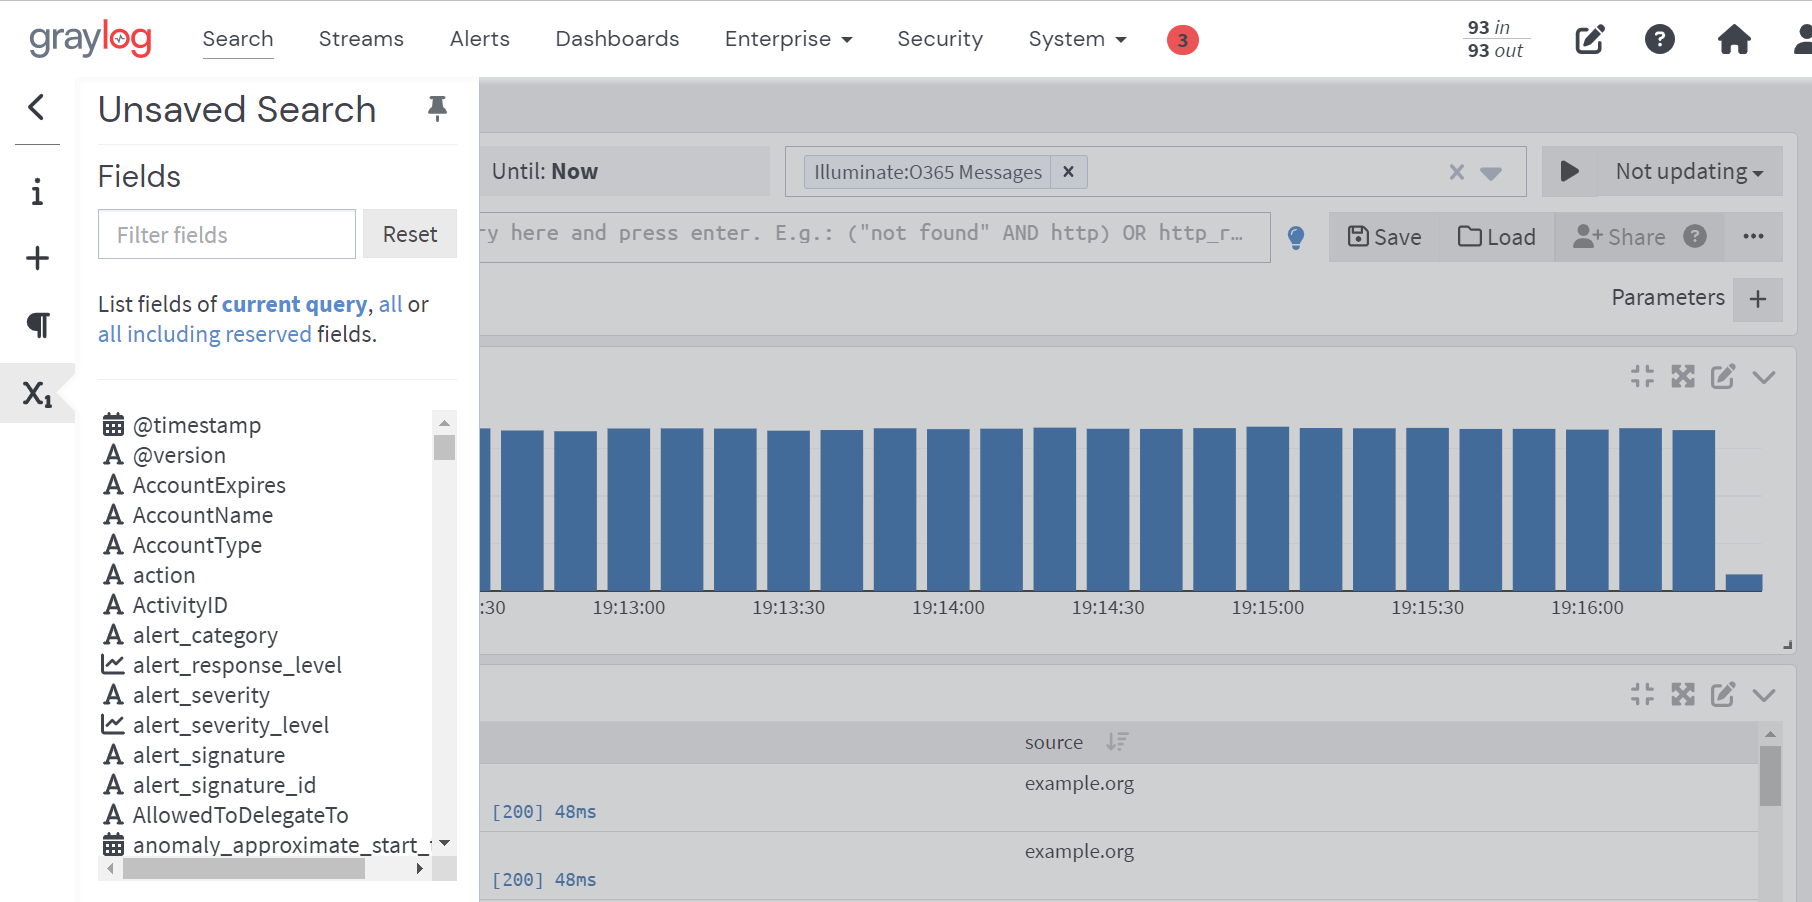 graylog Search Streams Alerts Dashboards Enterprise Security System 3 93 in
93 out
Unsaved Search
Fields
Filter fields Reset
List fields of current query, all or
all including reserved fields.
@timestamp
@version
AccountExpires
AccountName
AccountType
action
ActivityID
alert_category
alert_response_level
alert_severity
alert_severity_level
alert_signature
alert_signature_id
AllowedToDelegateTo
anomaly_approximate_start_
Until: Now Illuminate:O365 Messages Not updating
ry here and press enter. E.g.: ("not found" AND http) OR http_r… Save Load Share ...
Parameters +
:30 19:13:00 19:13:30 19:14:00 19:14:30 19:15:00 19:15:30 19:16:00
source
example.org
[200] 48ms
example.org
[200] 48ms